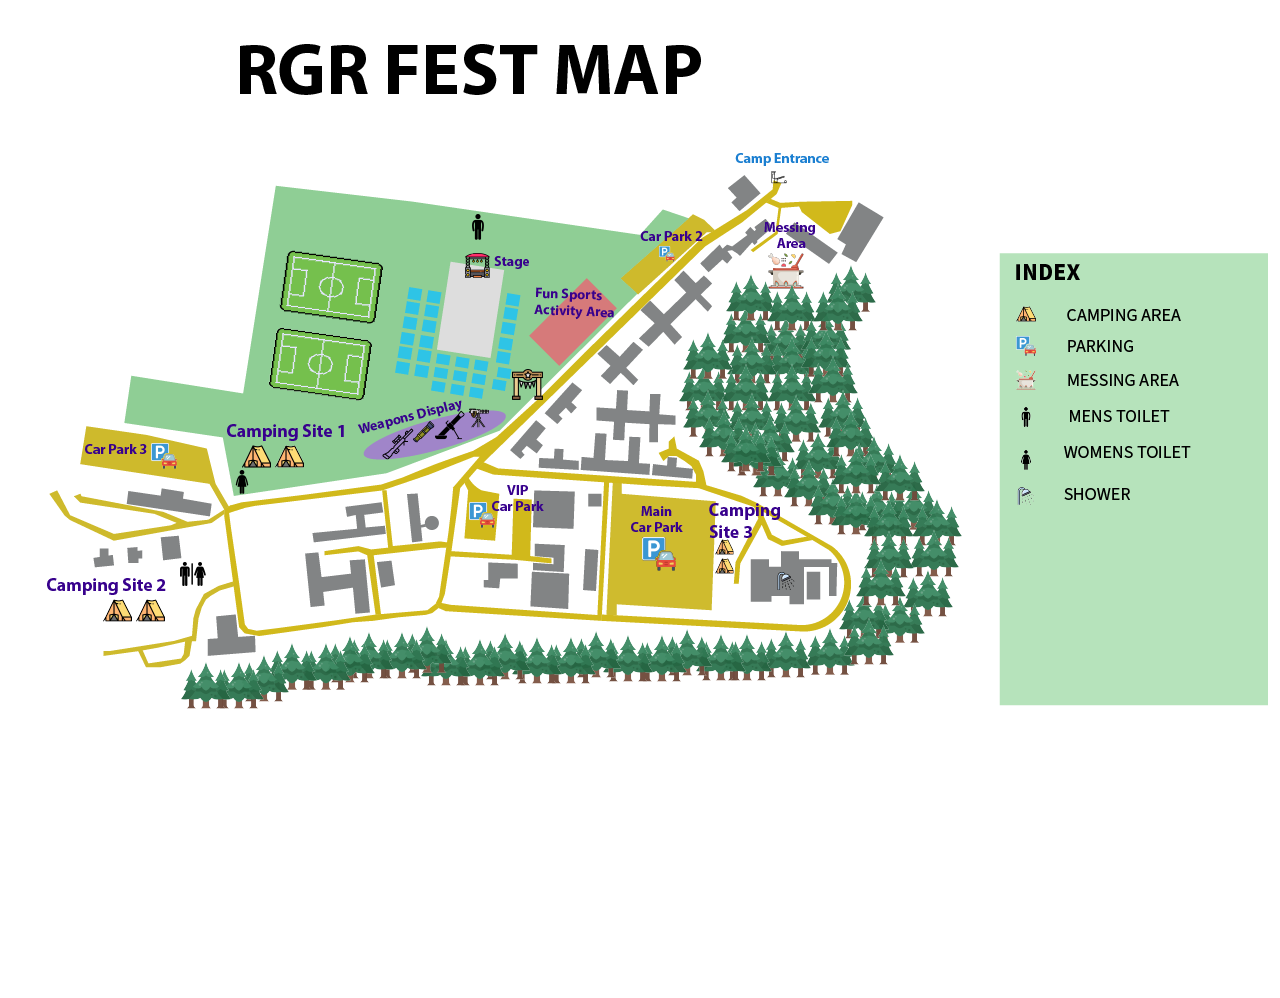 RGR FEST MAP
Camp Entrance
Messing
Area
Car Park 2
P
Stage
Fun Sports
Activity Area
Weapons Display
Camping Site 1
Car Park 3
P
VIP
Car Park
P
Main
Car Park
P
Camping
Site 3
Camping Site 2
INDEX
CAMPING AREA
P
PARKING
MESSING AREA
MENS TOILET
WOMENS TOILET
SHOWER